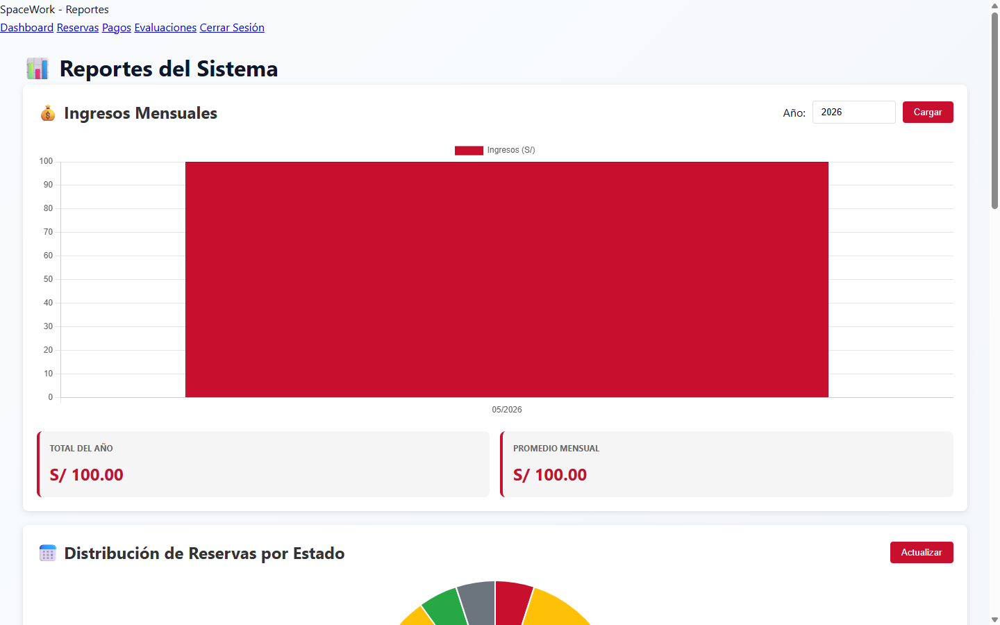 SpaceWork - Reportes
Dashboard Reservas Pagos Evaluaciones Cerrar Sesión
Reportes del Sistema
Ingresos Mensuales
Año: 2026 Cargar
Ingresos (S/)
100
90
80
70
60
50
40
30
20
10
0
05/2026
TOTAL DEL AÑO
S/ 100.00
PROMEDIO MENSUAL
S/ 100.00
Distribución de Reservas por Estado
Actualizar